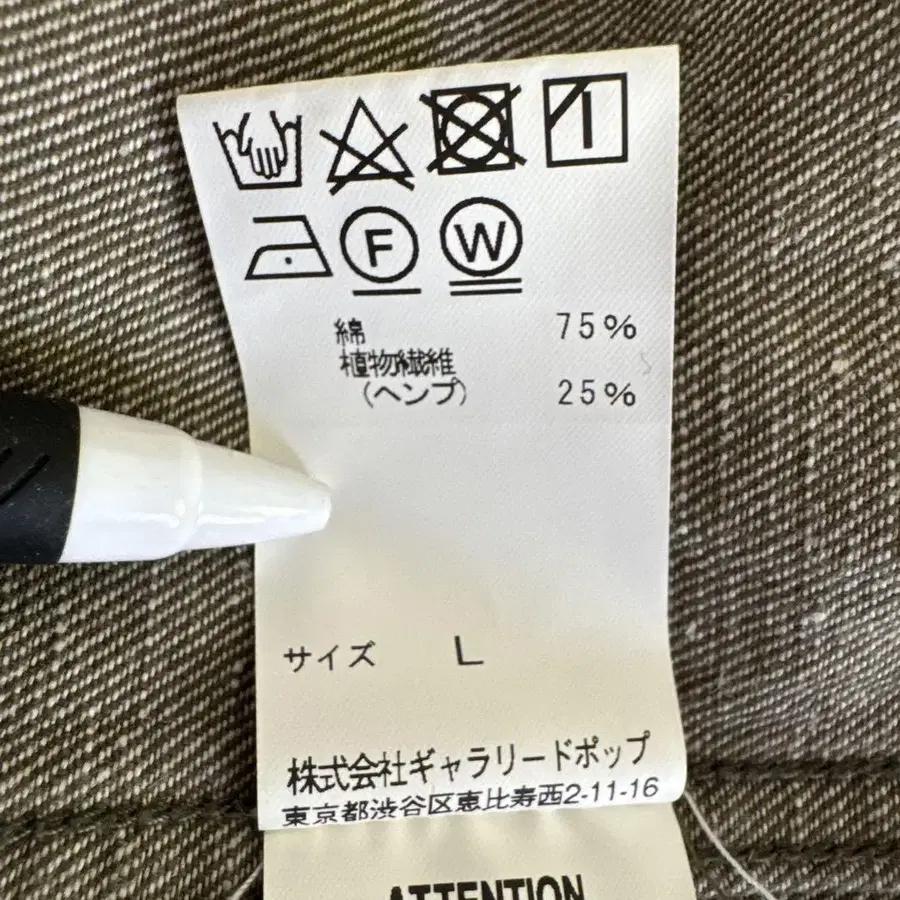 F W
綿 75%
植物繊維
(ヘンプ) 25%
サイズ L
株式会社ギャラリードポップ
東京都渋谷区恵比寿西2-11-16
ATTENTION